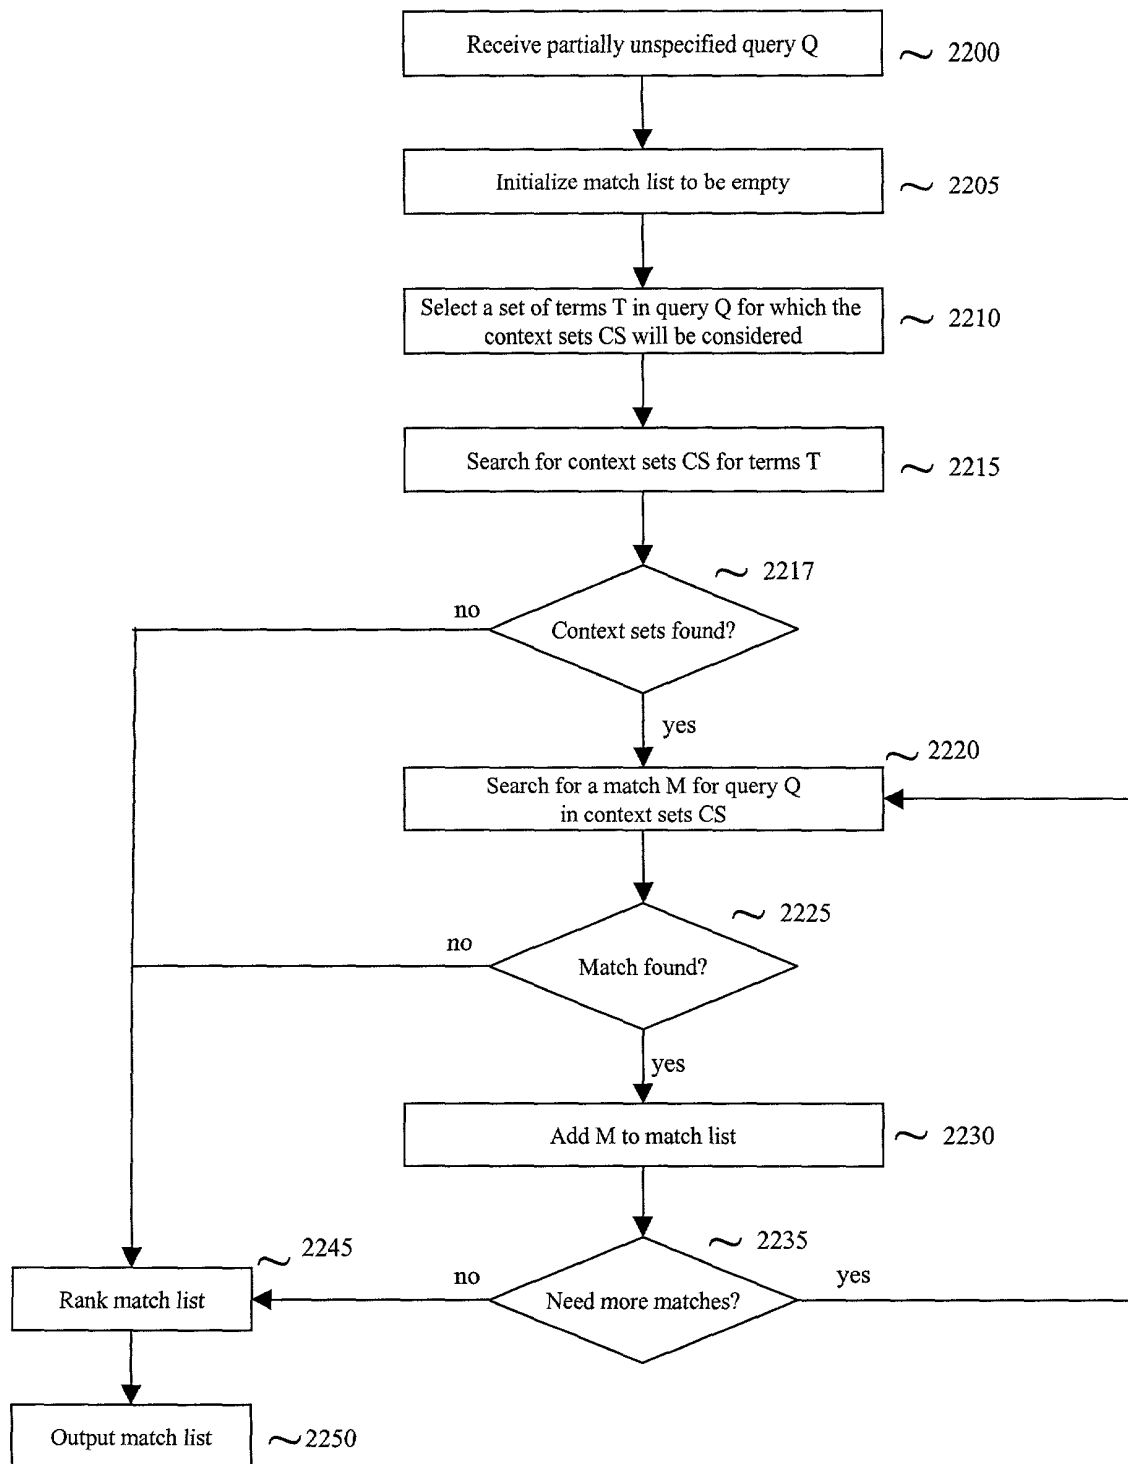 Receive partially unspecified query Q
2200
Initialize match list to be empty
2205
Select a set of terms T in query Q for which the
context sets CS will be considered
2210
Search for context sets CS for terms T
2215
2217
no
Context sets found?
yes
2220
Search for a match M for query Q
in context sets CS
2225
no
Match found?
yes
Add M to match list
2230
2235
2245
no
yes
Need more matches?
Rank match list
Output match list
2250